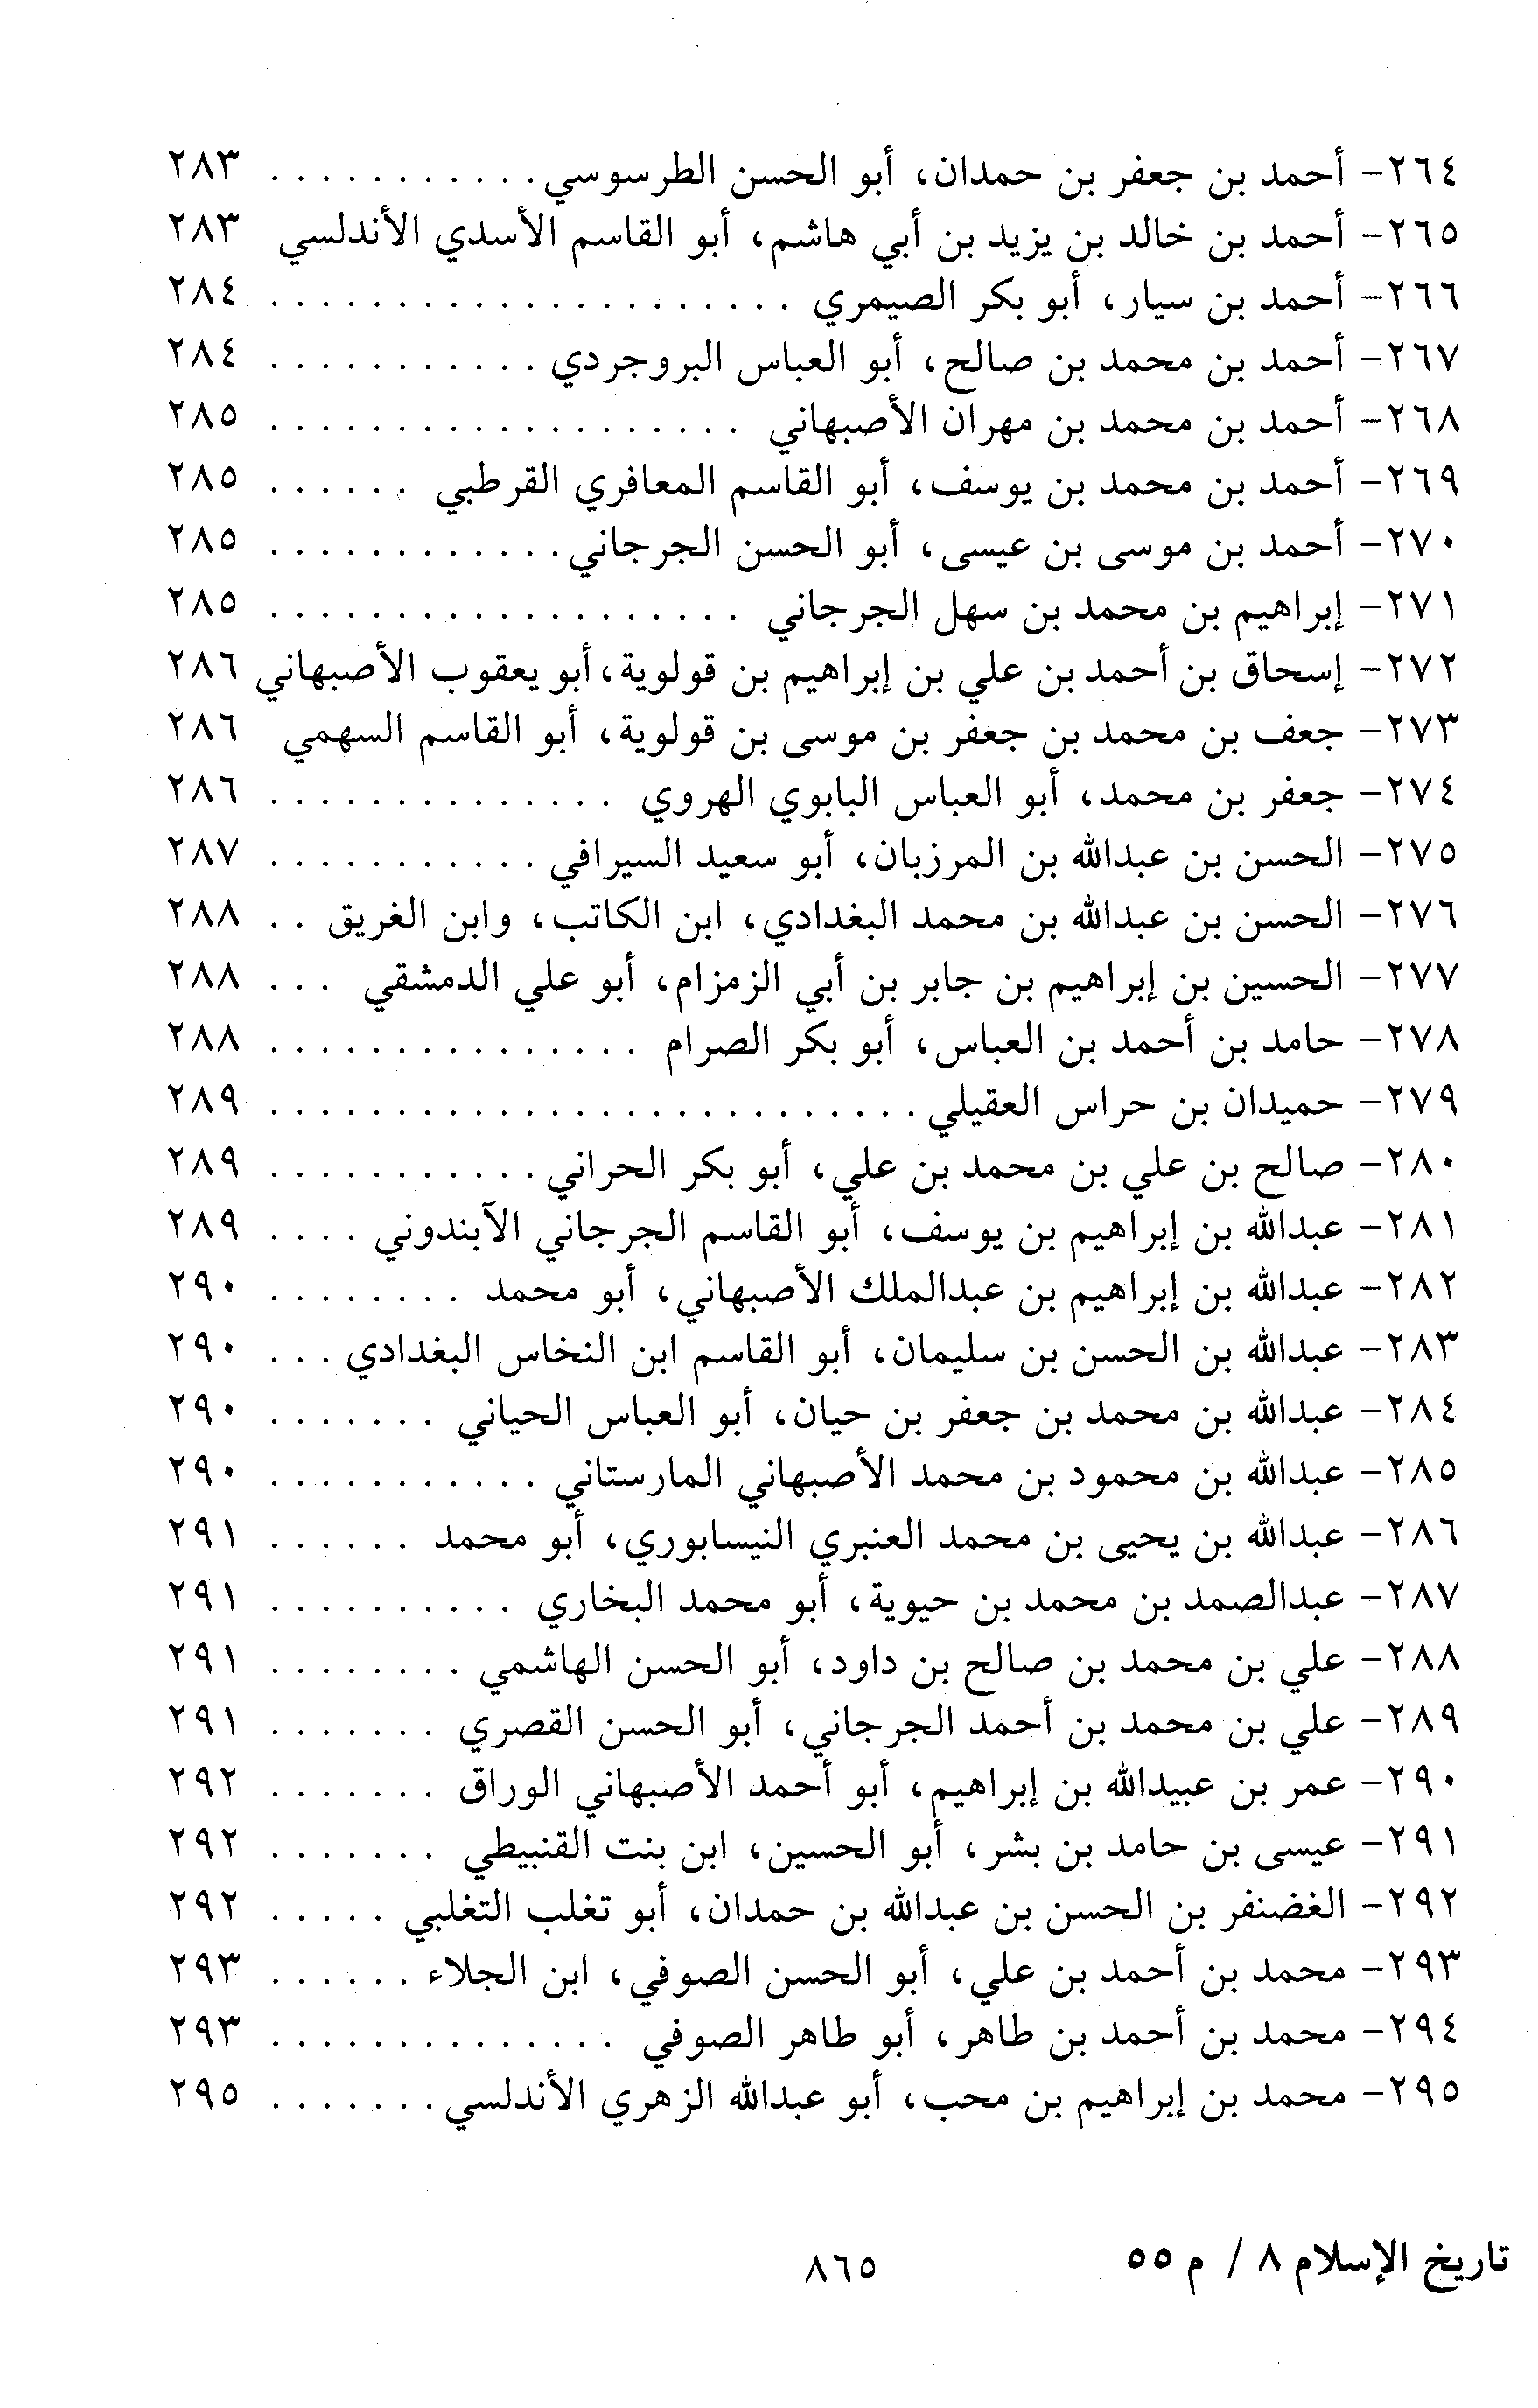 ٢٦٤- أحمد بن جعفر بن حمدان، أبو الحسن الطرسوسي . . . . . . . . . . . ٢٨٣
٢٦٥- أحمد بن خالد بن يزيد بن أبي هاشم، أبو القاسم الأسدي الأندلسي ٢٨٣
٢٦٦- أحمد بن سيار، أبو بكر الصيمري . . . . . . . . . . . . . . . . . . . . . ٢٨٤
٢٦٧- أحمد بن محمد بن صالح، أبو العباس البروجردي . . . . . . . . . . . ٢٨٤
٢٦٨- أحمد بن محمد بن مهران الأصبهاني . . . . . . . . . . . . . . . . . . . ٢٨٥
٢٦٩- أحمد بن محمد بن يوسف، أبو القاسم المعافري القرطبي . . . . . . ٢٨٥
٢٧٠- أحمد بن موسى بن عيسى، أبو الحسن الجرجاني . . . . . . . . . . . . ٢٨٥
٢٧١- إبراهيم بن محمد بن سهل الجرجاني . . . . . . . . . . . . . . . . . . . ٢٨٥
٢٧٢- إسحاق بن أحمد بن علي بن إبراهيم بن قولوية، أبو يعقوب الأصبهاني ٢٨٦
٢٧٣- جعف بن محمد بن جعفر بن موسى بن قولوية، أبو القاسم السهمي ٢٨٦
٢٧٤- جعفر بن محمد، أبو العباس البابوي الهروي . . . . . . . . . . . . . . ٢٨٦
٢٧٥- الحسن بن عبدالله بن المرزبان، أبو سعيد السيرافي . . . . . . . . . . . ٢٨٧
٢٧٦- الحسن بن عبدالله بن محمد البغدادي، ابن الكاتب، وابن الغريق . . ٢٨٨
٢٧٧- الحسين بن إبراهيم بن جابر بن أبي الزمزام، أبو علي الدمشقي . . . ٢٨٨
٢٧٨- حامد بن أحمد بن العباس، أبو بكر الصرام . . . . . . . . . . . . . . . ٢٨٨
٢٧٩- حميدان بن حراس العقيلي . . . . . . . . . . . . . . . . . . . . . . . . . . ٢٨٩
٢٨٠- صالح بن علي بن محمد بن علي، أبو بكر الحراني . . . . . . . . . . . ٢٨٩
٢٨١- عبدالله بن إبراهيم بن يوسف، أبو القاسم الجرجاني الآبندوني . . . . ٢٨٩
٢٨٢- عبدالله بن إبراهيم بن عبدالملك الأصبهاني، أبو محمد . . . . . . . . ٢٩٠
٢٨٣- عبدالله بن الحسن بن سليمان، أبو القاسم ابن النخاس البغدادي . . . ٢٩٠
٢٨٤- عبدالله بن محمد بن جعفر بن حيان، أبو العباس الحياني . . . . . . . ٢٩٠
٢٨٥- عبدالله بن محمود بن محمد الأصبهاني المارستاني . . . . . . . . . . . ٢٩٠
٢٨٦- عبدالله بن يحيى بن محمد العنبري النيسابوري، أبو محمد . . . . . . ٢٩١
٢٨٧- عبدالصمد بن محمد بن حيوية، أبو محمد البخاري . . . . . . . . . . ٢٩١
٢٨٨- علي بن محمد بن صالح بن داود، أبو الحسن الهاشمي . . . . . . . . ٢٩١
٢٨٩- علي بن محمد بن أحمد الجرجاني، أبو الحسن القصري . . . . . . . ٢٩١
٢٩٠- عمر بن عبيدالله بن إبراهيم، أبو أحمد الأصبهاني الوراق . . . . . . . ٢٩٢
٢٩١- عيسى بن حامد بن بشر، أبو الحسين، ابن بنت القنبيطي . . . . . . . ٢٩٢
٢٩٢- الغضنفر بن الحسن بن عبدالله بن حمدان، أبو تغلب التغلبي . . . . . ٢٩٢
٢٩٣- محمد بن أحمد بن علي، أبو الحسن الصوفي، ابن الجلاء . . . . . . ٢٩٣
٢٩٤- محمد بن أحمد بن طاهر، أبو طاهر الصوفي . . . . . . . . . . . . . . ٢٩٣
٢٩٥- محمد بن إبراهيم بن محب، أبو عبدالله الزهري الأندلسي . . . . . . . ٢٩٥
تاريخ الإسلام ٨ / م ٥٥ ٨٦٥